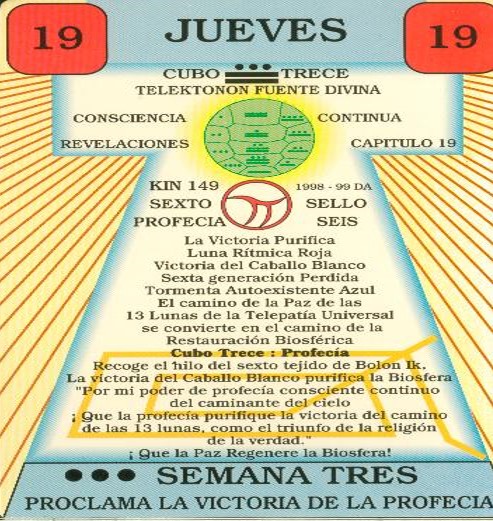 19 JUEVES 19
CUBO TRECE
TELEKTONON FUENTE DIVINA
CONSCIENCIA CONTINUA
REVELACIONES CAPITULO 19
KIN 149 1998 - 99 DA
SEXTO SELLO
PROFECIA SEIS
La Victoria Purifica
Luna Rítmica Roja
Victoria del Caballo Blanco
Sexta generación Perdida
Tormenta Autoexistente Azul
El camino de la Paz de las
13 Lunas de la Telepatía Universal
se convierte en el camino de la
Restauración Biosférica
Cubo Trece : Profecía
Recoge el hilo del sexto tejido de Bolon Ik.
La victoria del Caballo Blanco purifica la Biosfera
"Por mi poder de profecía consciente continuo
del caminante del cielo
¡ Que la profecía purifique la victoria del camino
de las 13 lunas, como el triunfo de la religión
de la verdad."
¡ Que la Paz Regenere la Biosfera!
SEMANA TRES
PROCLAMA LA VICTORIA DE LA PROFECIA